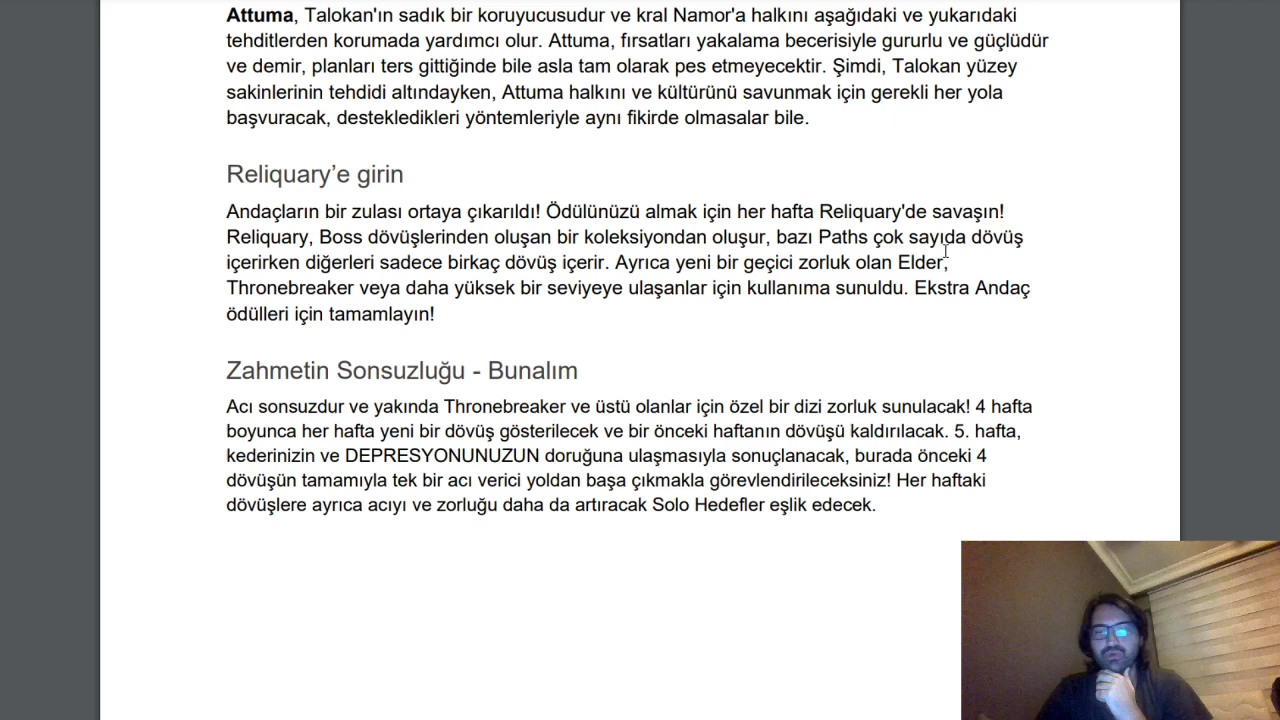 Attuma, Talokan'ın sadık bir koruyucusudur ve kral Namor'a halkını aşağıdaki ve yukarıdaki
tehditlerden korumada yardımcı olur. Attuma, fırsatları yakalama becerisiyle gururlu ve güçlüdür
ve demir, planları ters gittiğinde bile asla tam olarak pes etmeyecektir. Şimdi, Talokan yüzey
sakinlerinin tehdidi altındayken, Attuma halkını ve kültürünü savunmak için gerekli her yola
başvuracak, destekledikleri yöntemleriyle aynı fikirde olmasalar bile.
Reliquary’e girin
Andaçların bir zulası ortaya çıkarıldı! Ödülünüzü almak için her hafta Reliquary'de savaşın!
Reliquary, Boss dövüşlerinden oluşan bir koleksiyondan oluşur, bazı Paths çok sayıda dövüş
içerirken diğerleri sadece birkaç dövüş içerir. Ayrıca yeni bir geçici zorluk olan Elder,
Thronebreaker veya daha yüksek bir seviyeye ulaşanlar için kullanıma sunuldu. Ekstra Andaç
ödülleri için tamamlayın!
Zahmetin Sonsuzluğu - Bunalım
Acı sonsuzdur ve yakında Thronebreaker ve üstü olanlar için özel bir dizi zorluk sunulacak! 4 hafta
boyunca her hafta yeni bir dövüş gösterilecek ve bir önceki haftanın dövüşü kaldırılacak. 5. hafta,
kederinizin ve DEPRESYONUNUZUN doruğuna ulaşmasıyla sonuçlanacak, burada önceki 4
dövüşün tamamıyla tek bir acı verici yoldan başa çıkmakla görevlendirileceksiniz! Her haftaki
dövüşlere ayrıca acıyı ve zorluğu daha da artıracak Solo Hedefler eşlik edecek.